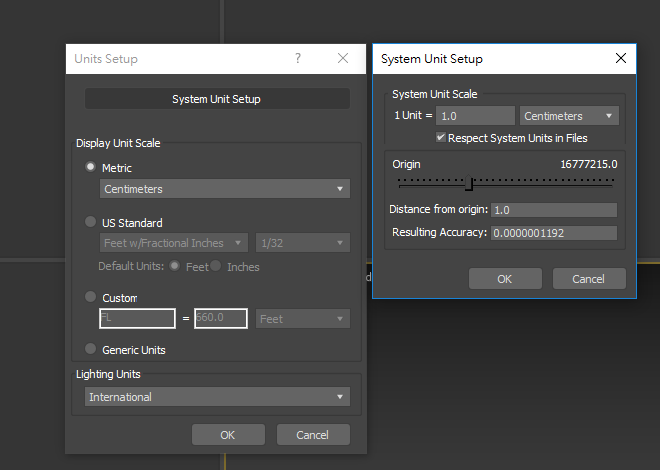 Units Setup ?
System Unit Setup
Display Unit Scale
Metric
Centimeters
US Standard
Feet w/Fractional Inches 1/32
Default Units: Feet Inches
Custom
FL = 660.0 Feet
Generic Units
Lighting Units
International
OK Cancel
System Unit Setup
System Unit Scale
1 Unit = 1.0 Centimeters
Respect System Units in Files
Origin 16777215.0
Distance from origin: 1.0
Resulting Accuracy: 0.0000001192
OK Cancel